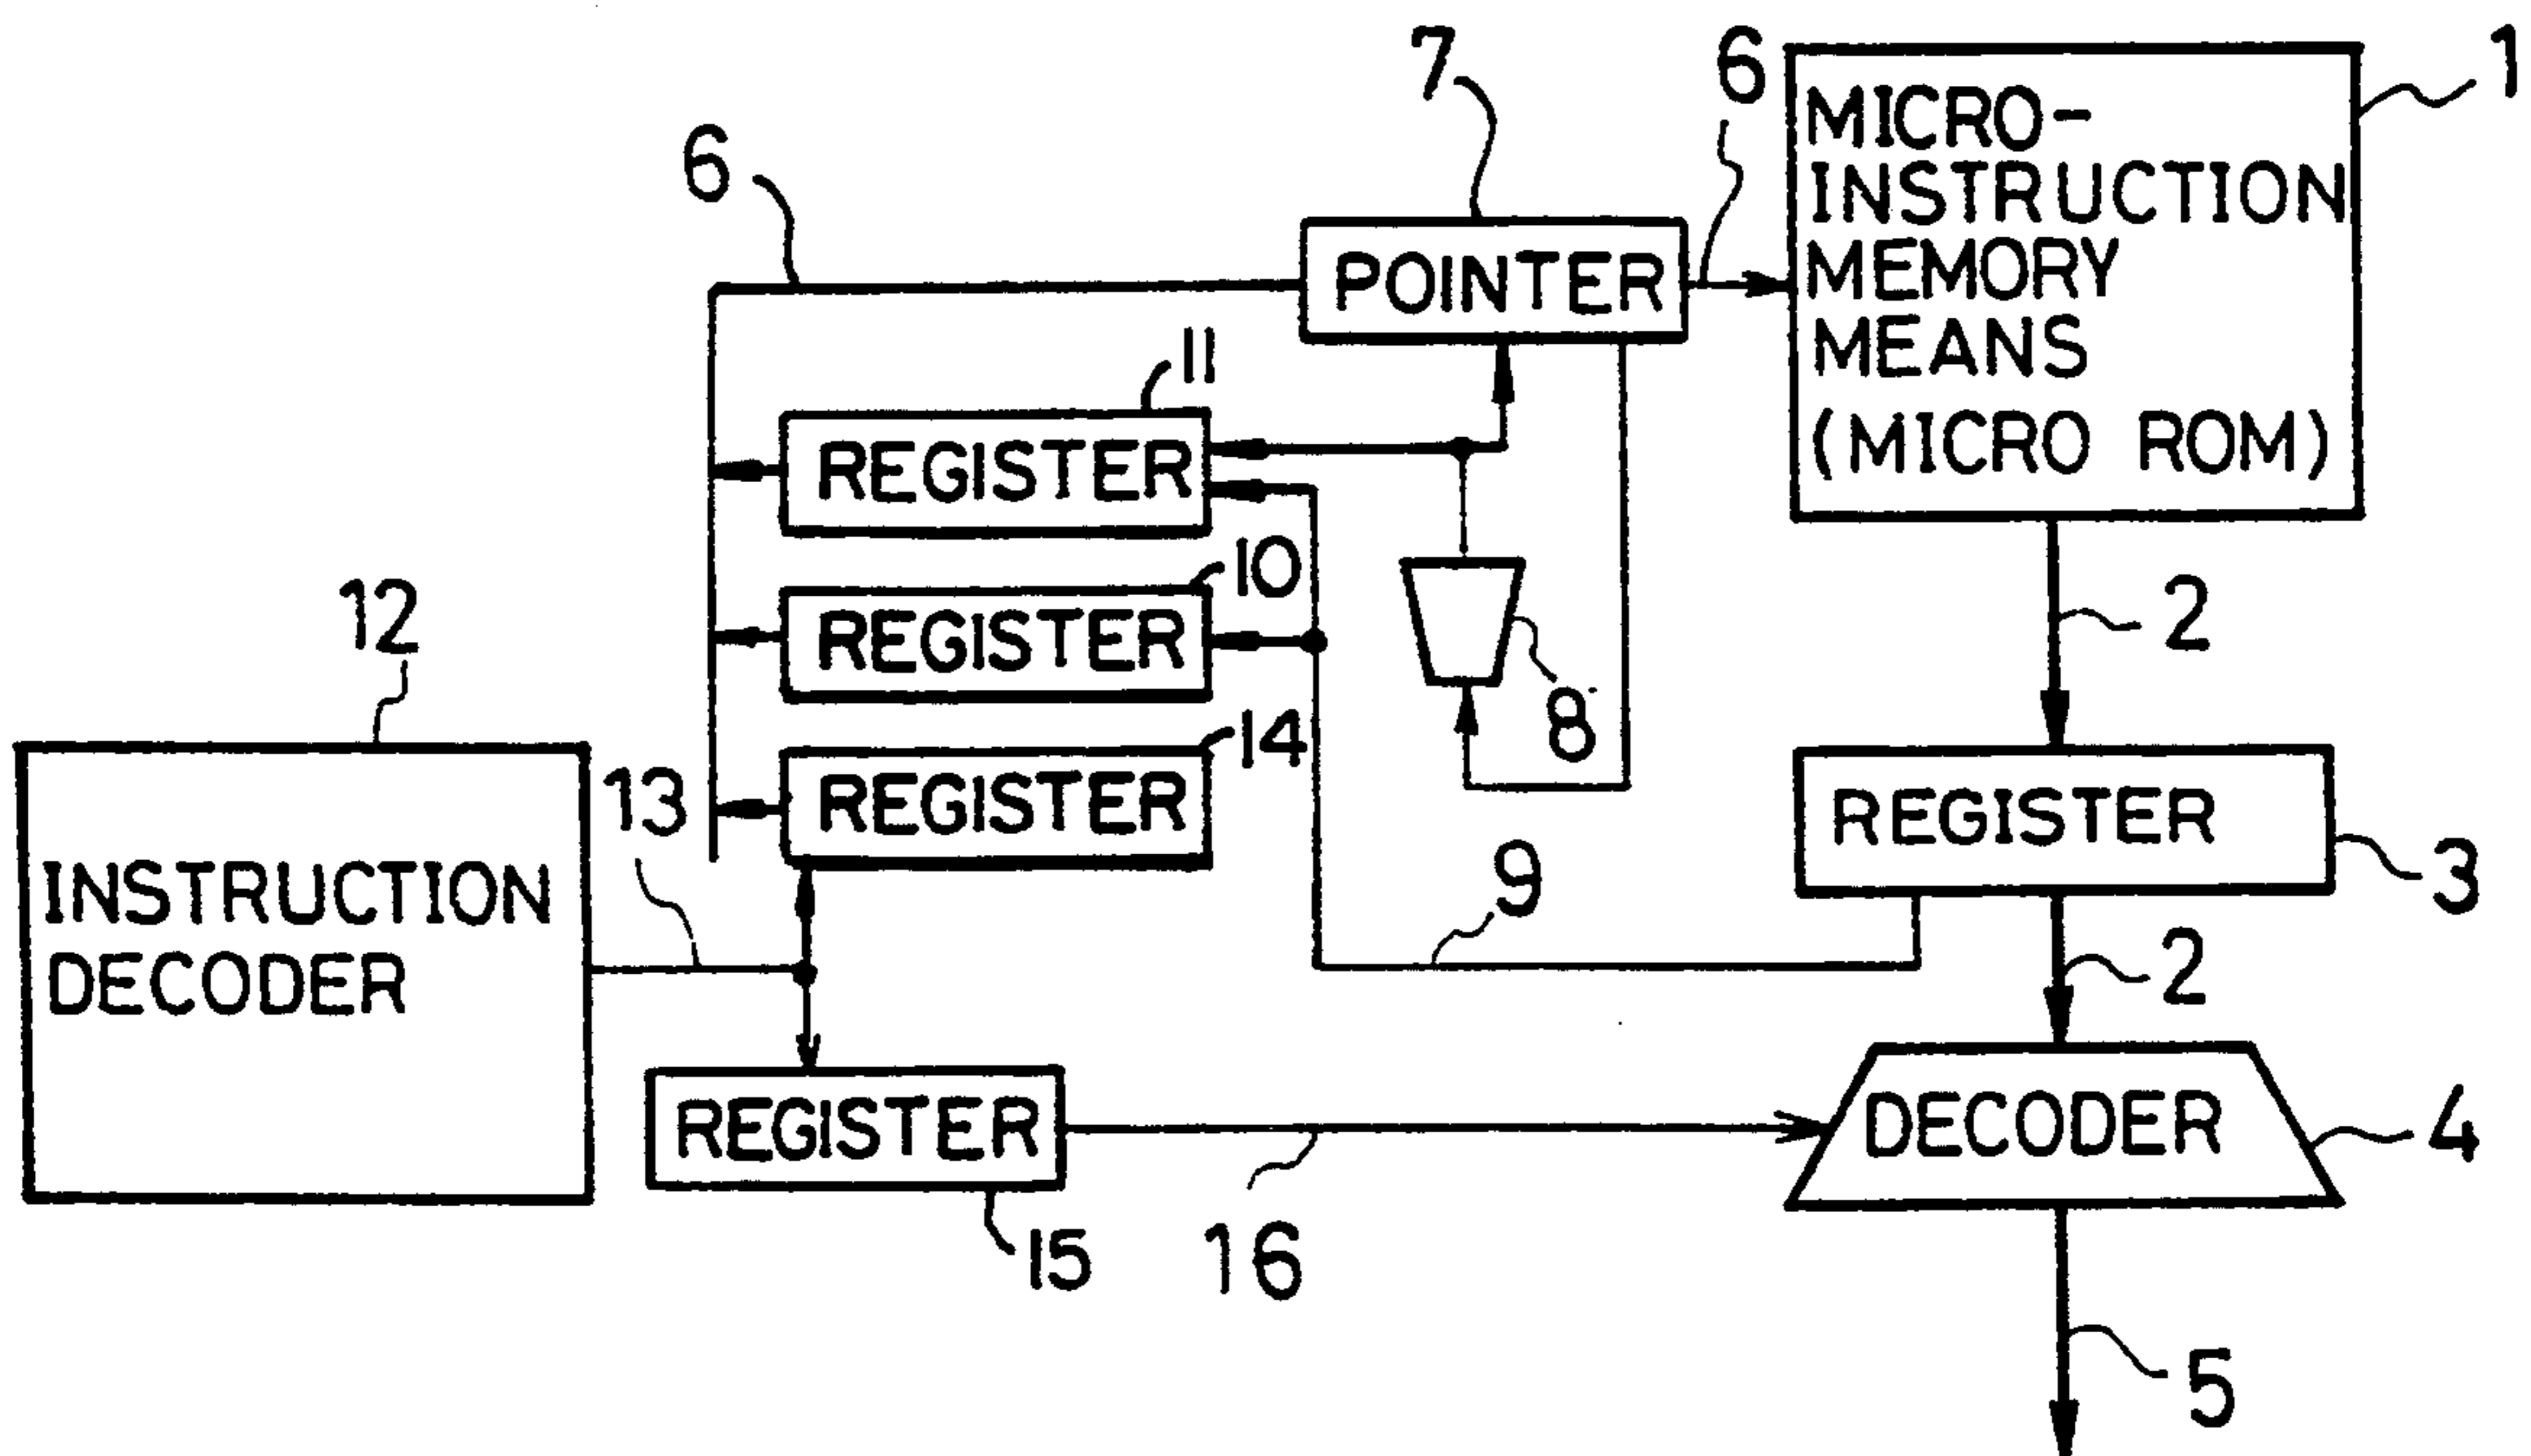 7
6
1
MICRO-
INSTRUCTION
MEMORY
MEANS
(MICRO ROM)
6
POINTER
11
REGISTER
10
REGISTER
8
2
12
14
REGISTER
13
REGISTER
3
INSTRUCTION
DECODER
9
2
REGISTER
DECODER
4
15
16
5